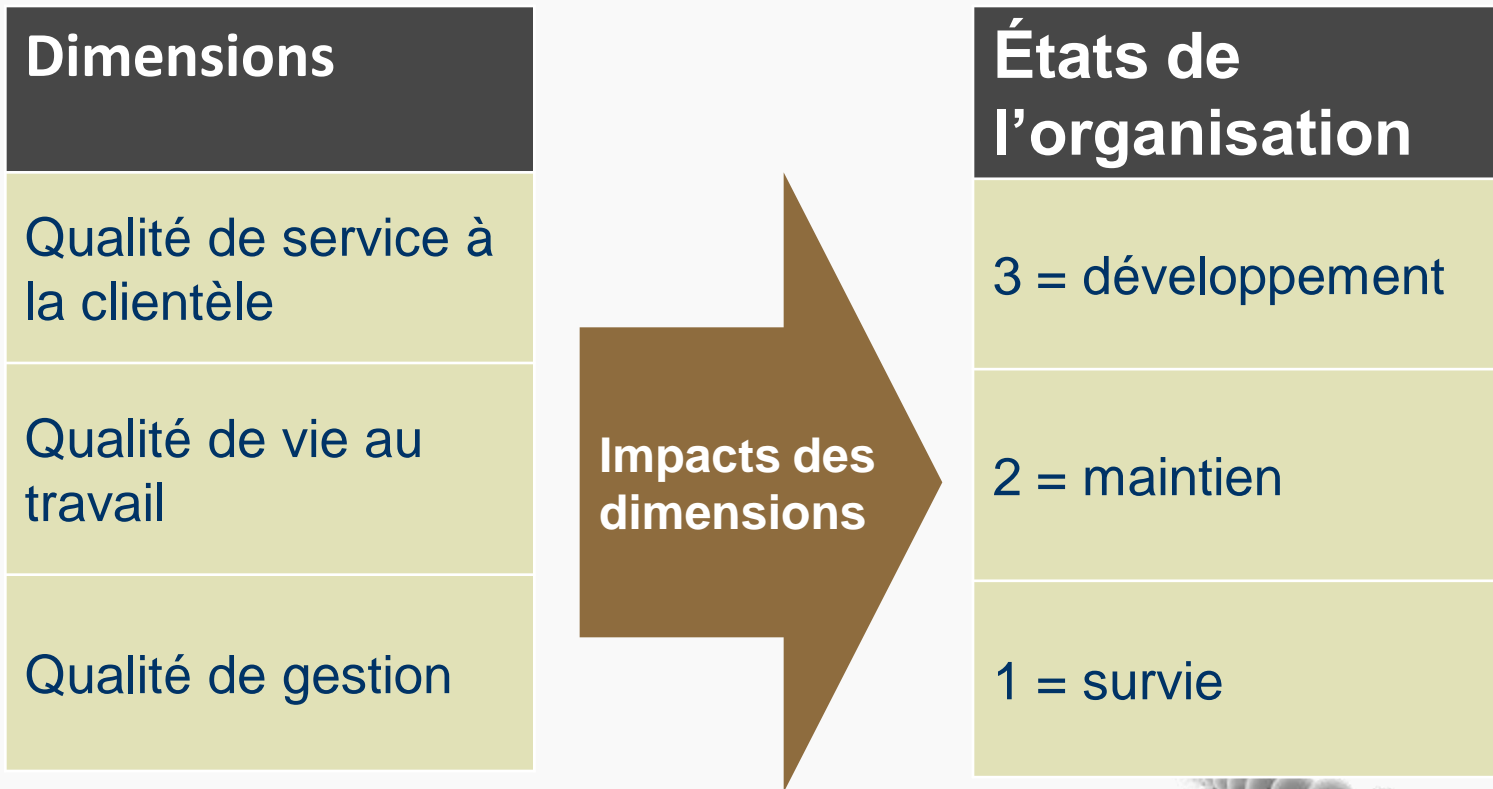 Dimensions
Qualité de service à
la clientèle
Qualité de vie au
travail
Qualité de gestion
Impacts des
dimensions
États de
l’organisation
3 = développement
2 = maintien
1 = survie